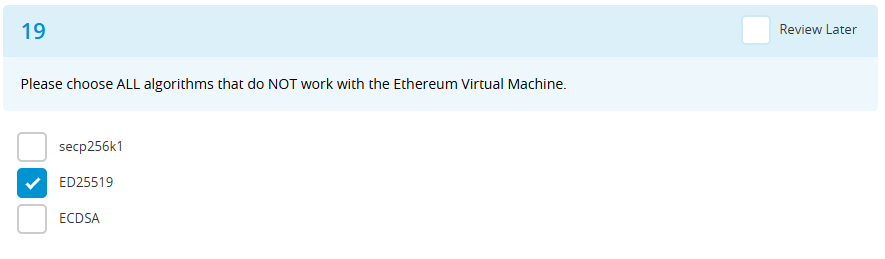 19
Review Later
Please choose ALL algorithms that do NOT work with the Ethereum Virtual Machine.
secp256k1
ED25519
ECDSA